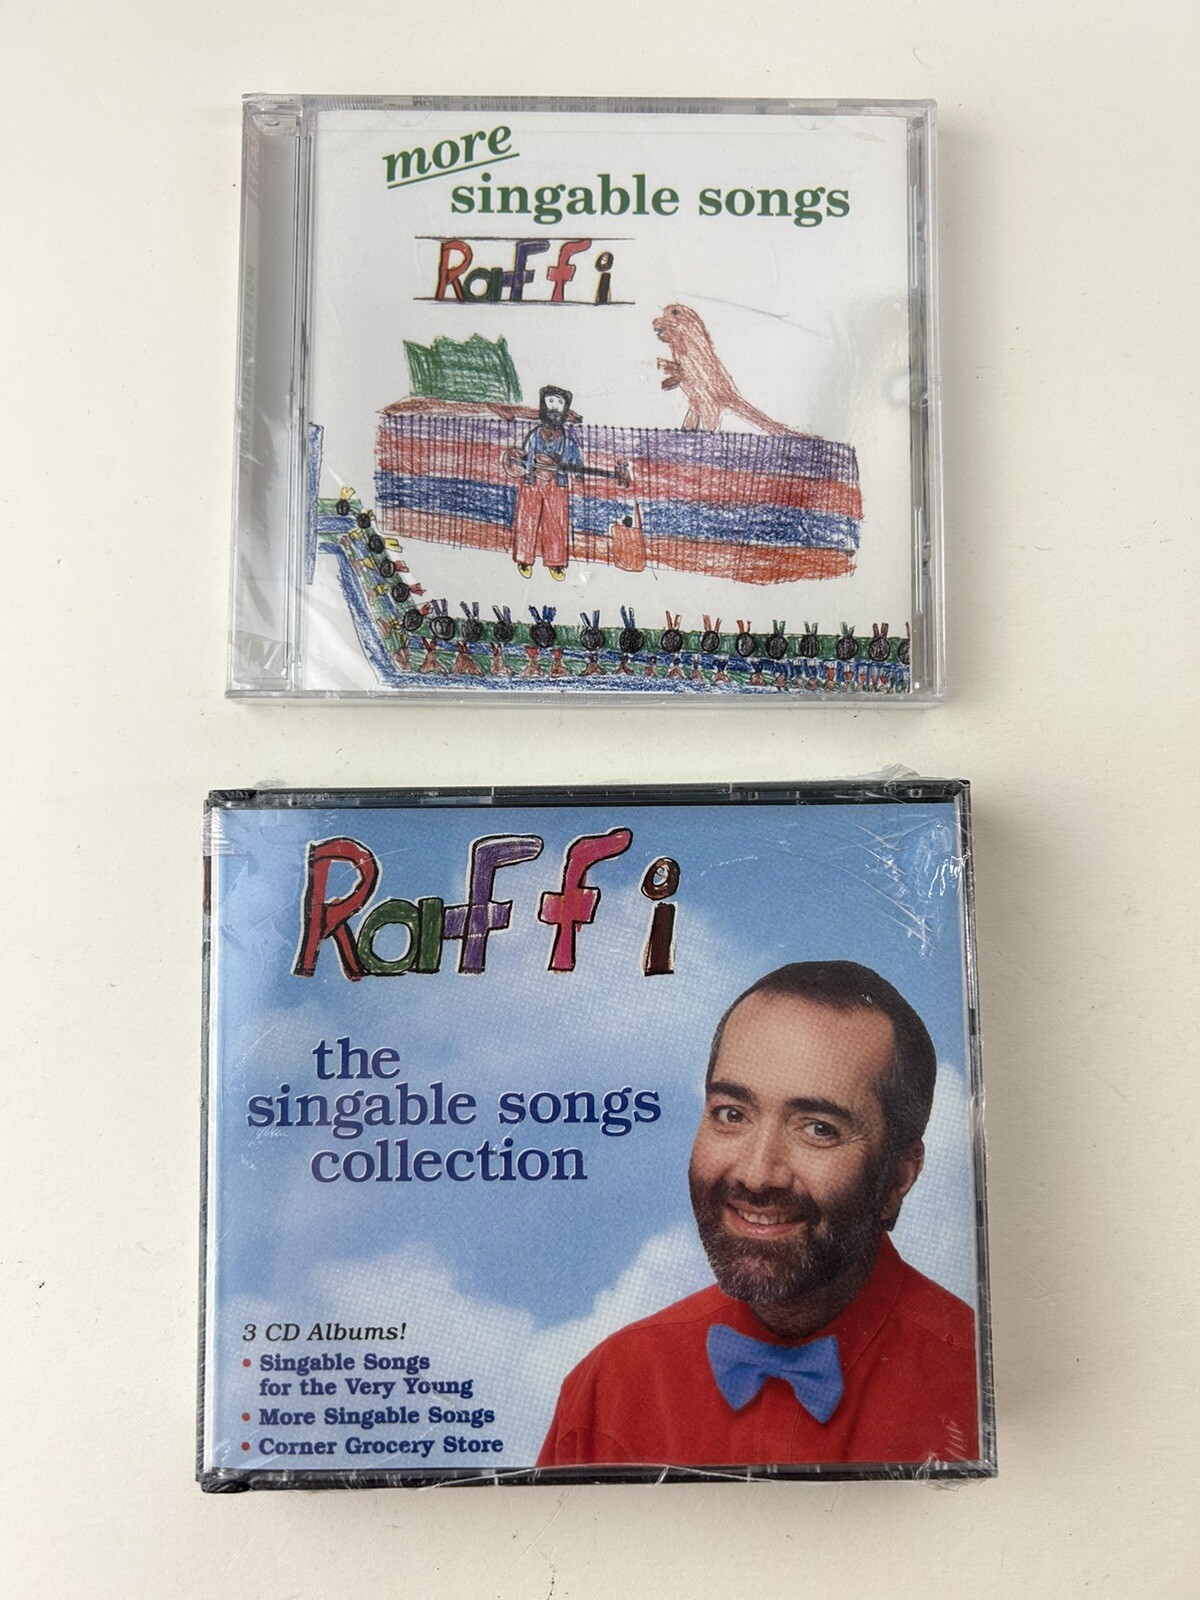 more
singable songs
Raffi
Raffi
the
singable songs
collection
3 CD Albums!
• Singable Songs
for the Very Young
• More Singable Songs
• Corner Grocery Store